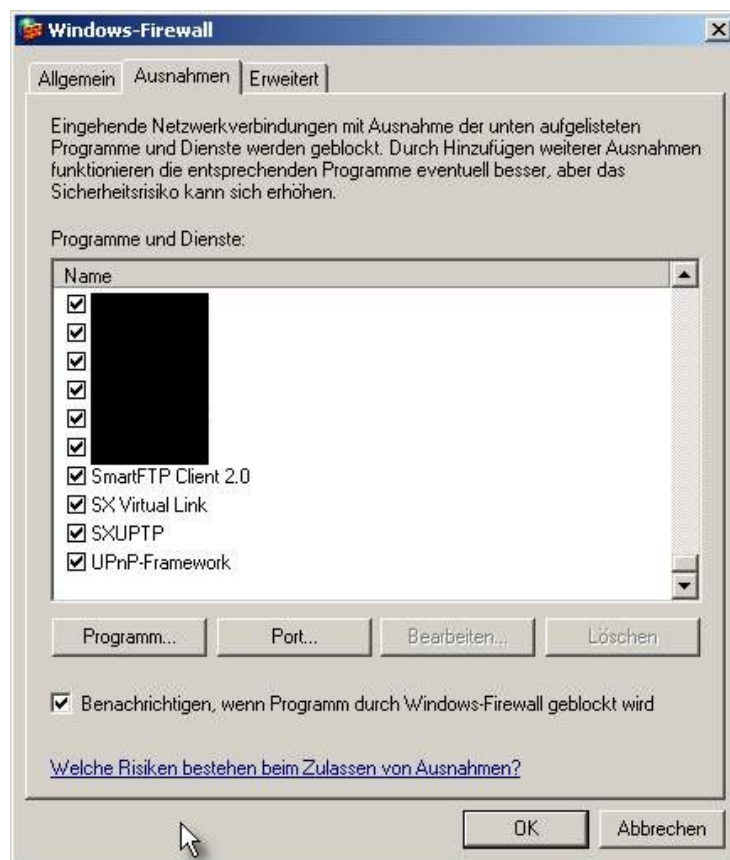 Windows-Firewall
Allgemein Ausnahmen Erweitert
Eingehende Netzwerkverbindungen mit Ausnahme der unten aufgelisteten
Programme und Dienste werden geblockt. Durch Hinzufügen weiterer Ausnahmen
funktionieren die entsprechenden Programme eventuell besser, aber das
Sicherheitsrisiko kann sich erhöhen.
Programme und Dienste:
Name
SmartFTP Client 2.0
SX Virtual Link
SXUPTP
UPnP-Framework
Programm... Port... Bearbeiten... Löschen
Benachrichtigen, wenn Programm durch Windows-Firewall geblockt wird
Welche Risiken bestehen beim Zulassen von Ausnahmen?
OK Abbrechen